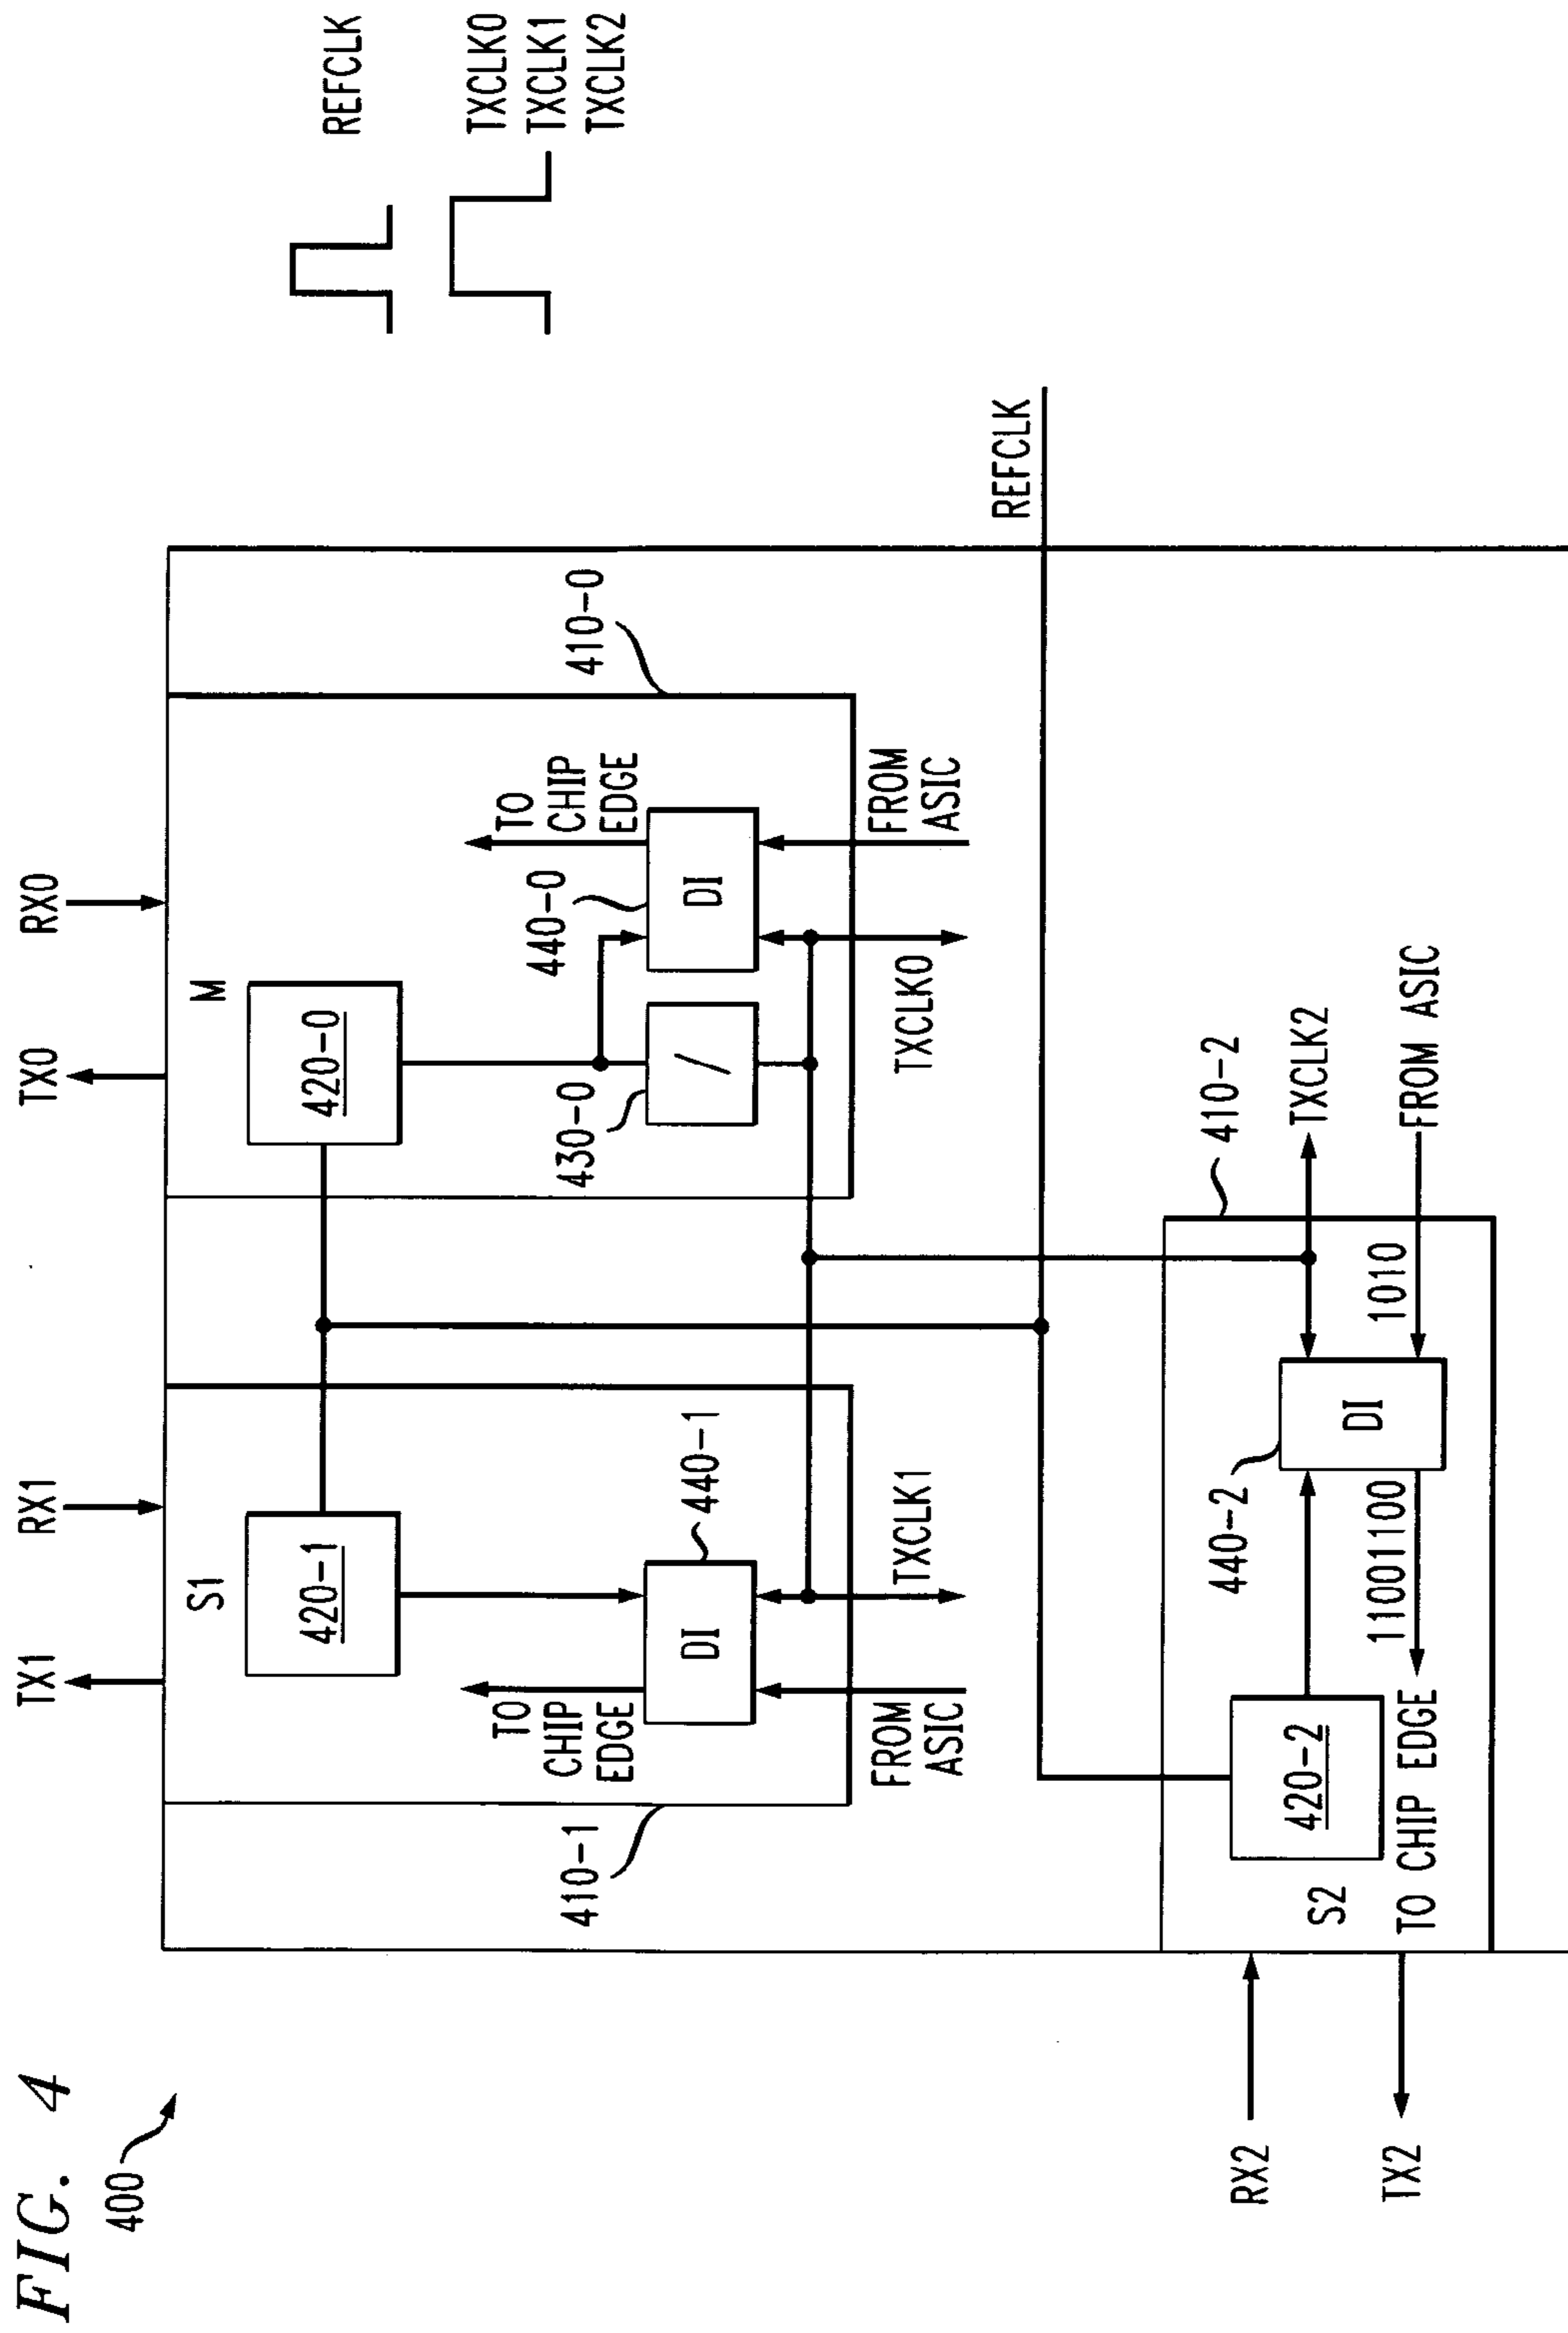 FIG. 4
400
REFCLK
TXCLK0
TXCLK1
TXCLK2
TX1
RX1
TX0
RX0
S1
420-1
M
420-0
TO
CHIP
EDGE
DI
440-1
410-1
430-0
/
440-0
TO
CHIP
EDGE
DI
410-0
FROM
ASIC
TXCLK1
TXCLK0
FROM
ASIC
REFCLK
RX2
TX2
S2
420-2
440-2
DI
410-2
TXCLK2
TO CHIP EDGE
11001100
1010
FROM ASIC